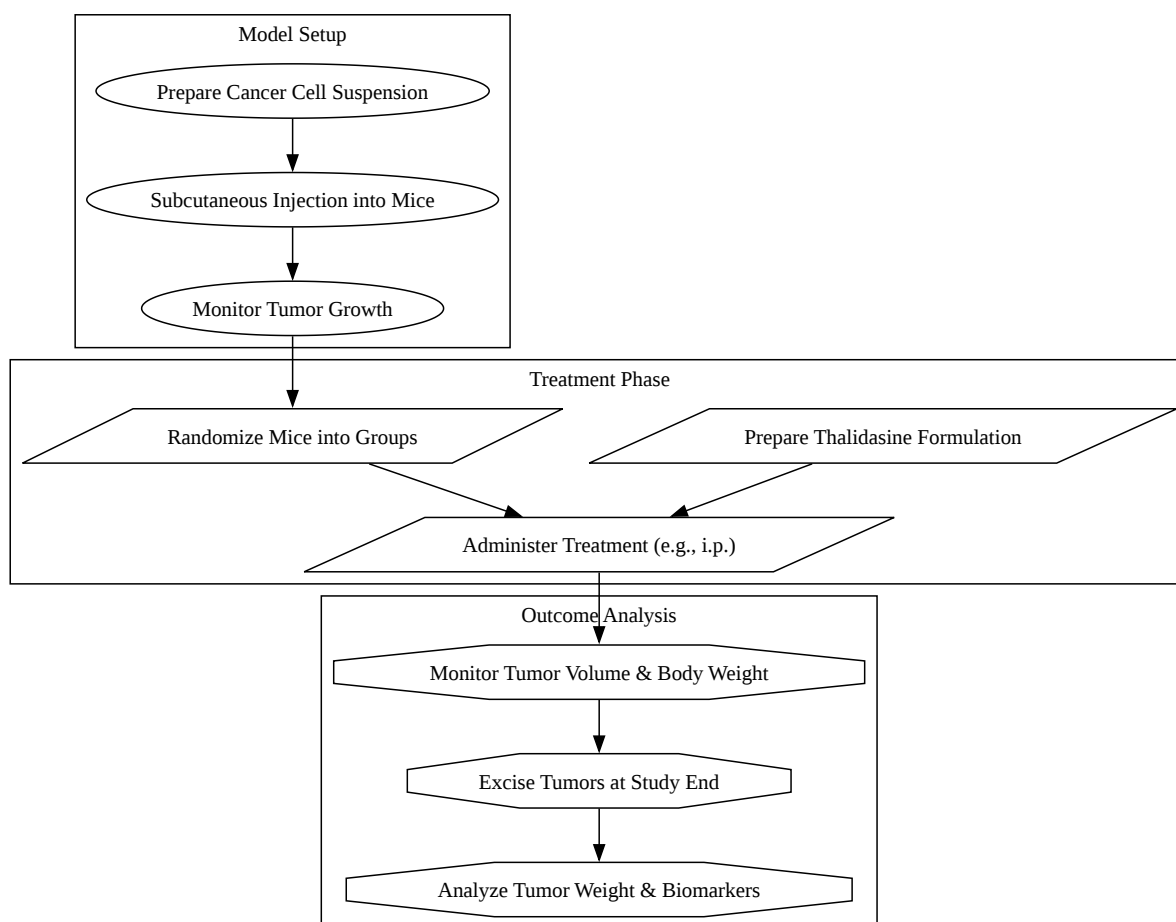 Model Setup
Prepare Cancer Cell Suspension
Subcutaneous Injection into Mice
Monitor Tumor Growth
Treatment Phase
Randomize Mice into Groups
Prepare Thalidasine Formulation
Administer Treatment (e.g., i.p.)
Outcome Analysis
Monitor Tumor Volume & Body Weight
Excise Tumors at Study End
Analyze Tumor Weight & Biomarkers